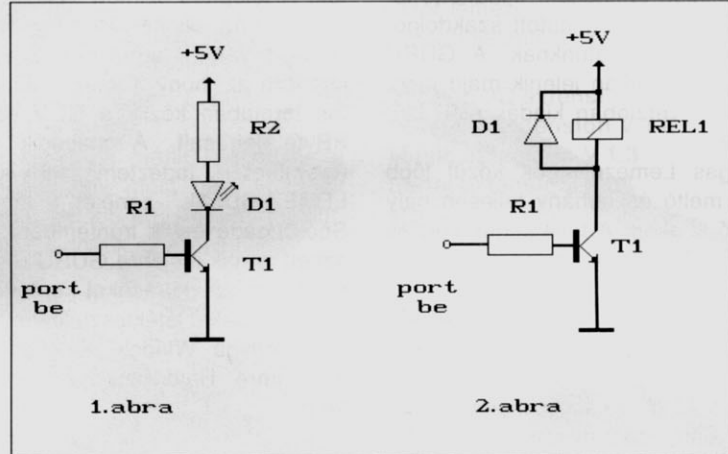 +5V
R2
D1
R1
T1
port
be
1.abra
+5V
D1
REL1
R1
T1
port
be
2.abra